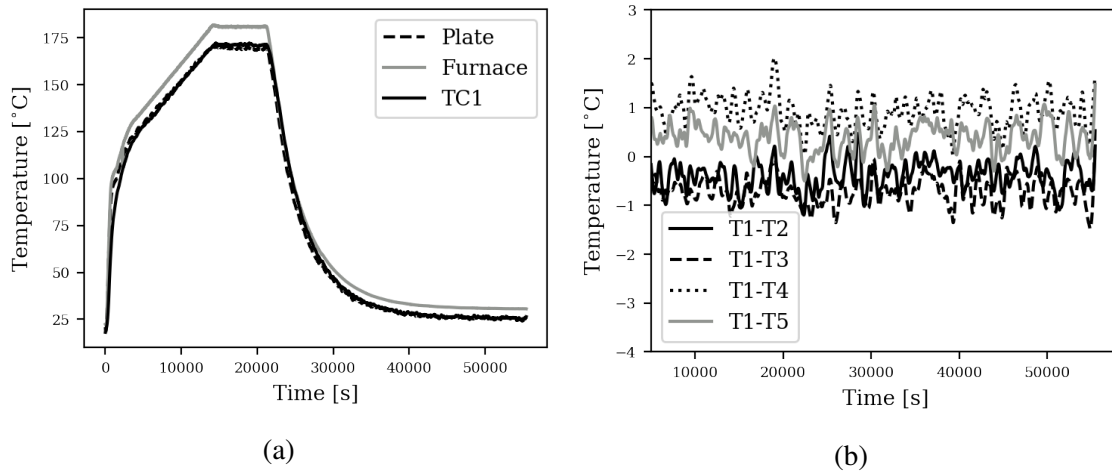 Temperature [°C]
175
150
125
100
75
50
25
0
10000
20000
30000
40000
50000
Time [s]
Plate
Furnace
TC1
(a)
Temperature [°C]
3
2
1
0
−1
−2
−3
−4
10000
20000
30000
40000
50000
Time [s]
T1-T2
T1-T3
T1-T4
T1-T5
(b)